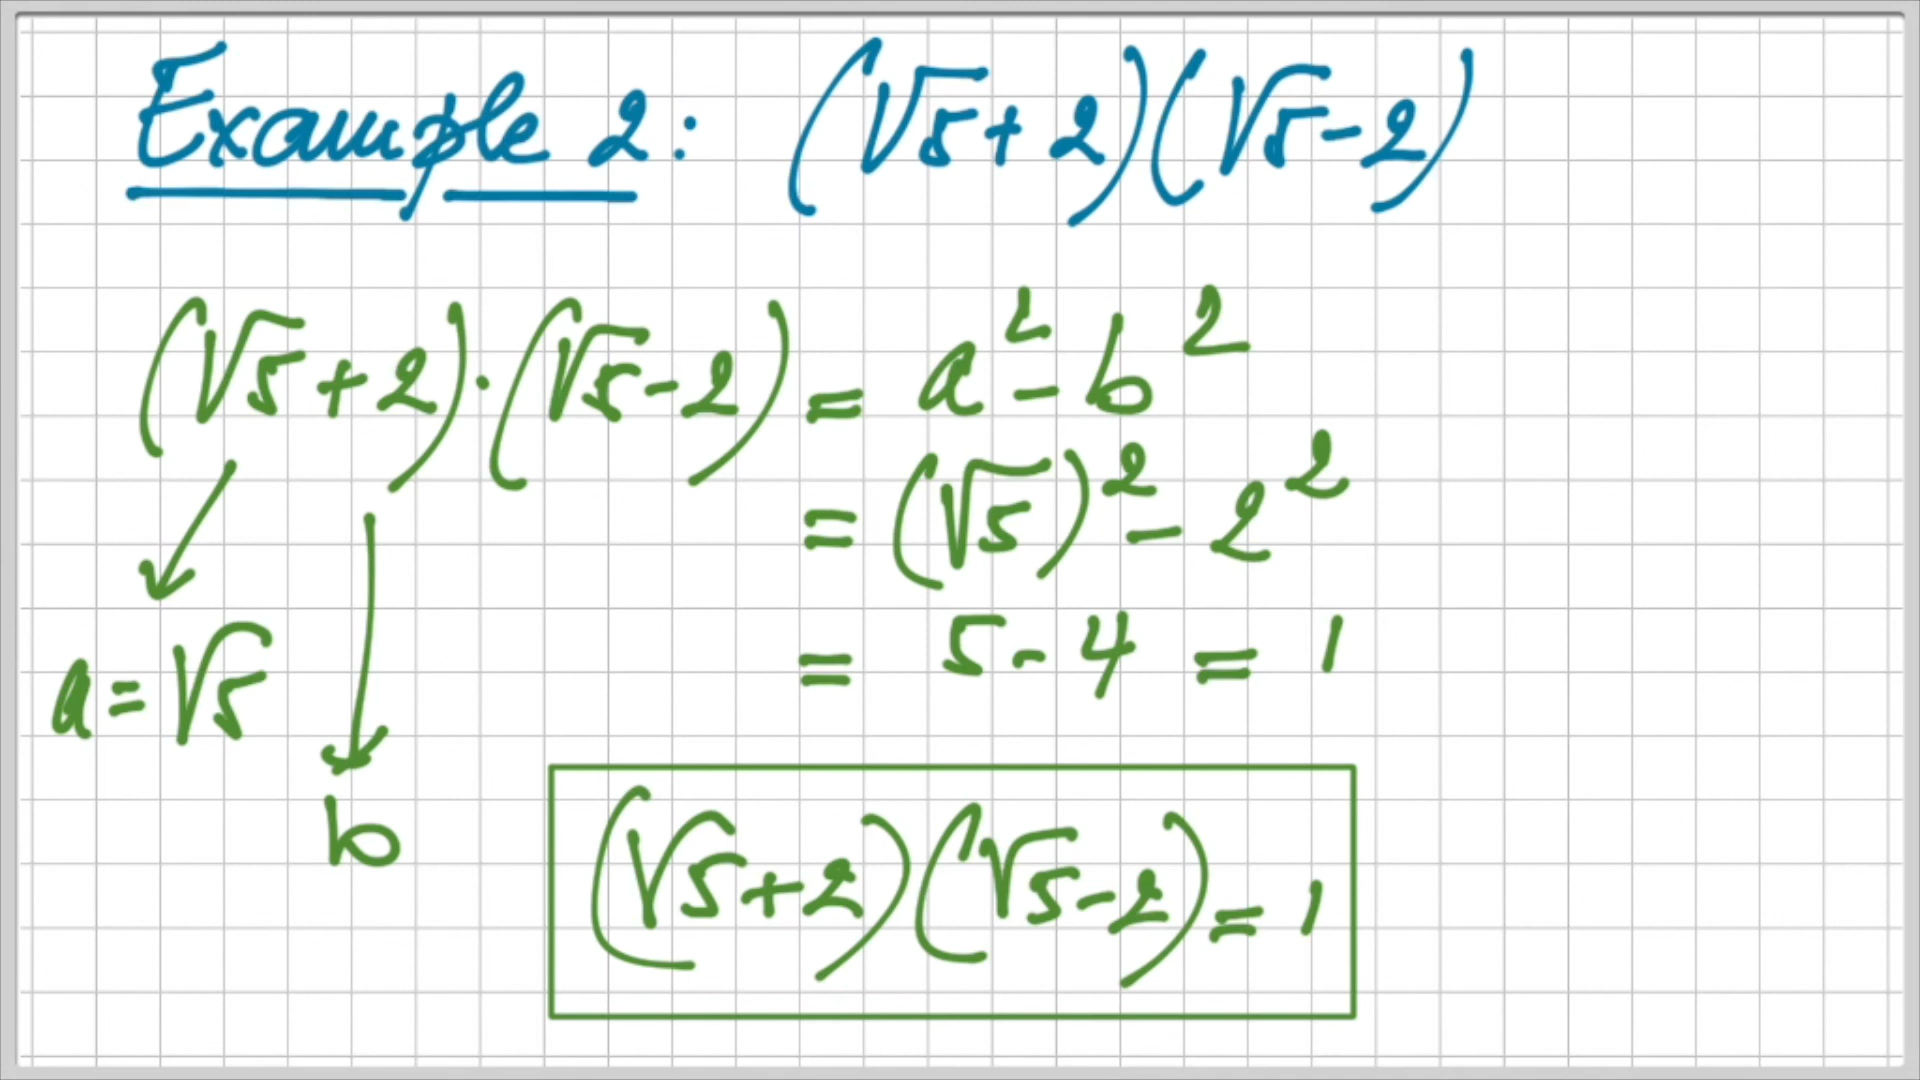 Example 2: (√5+2)(√5-2)
(√5+2)·(√5-2) = a²-b²
= (√5)²-2²
= 5-4 = 1
a=√5
b
(√5+2)(√5-2)=1